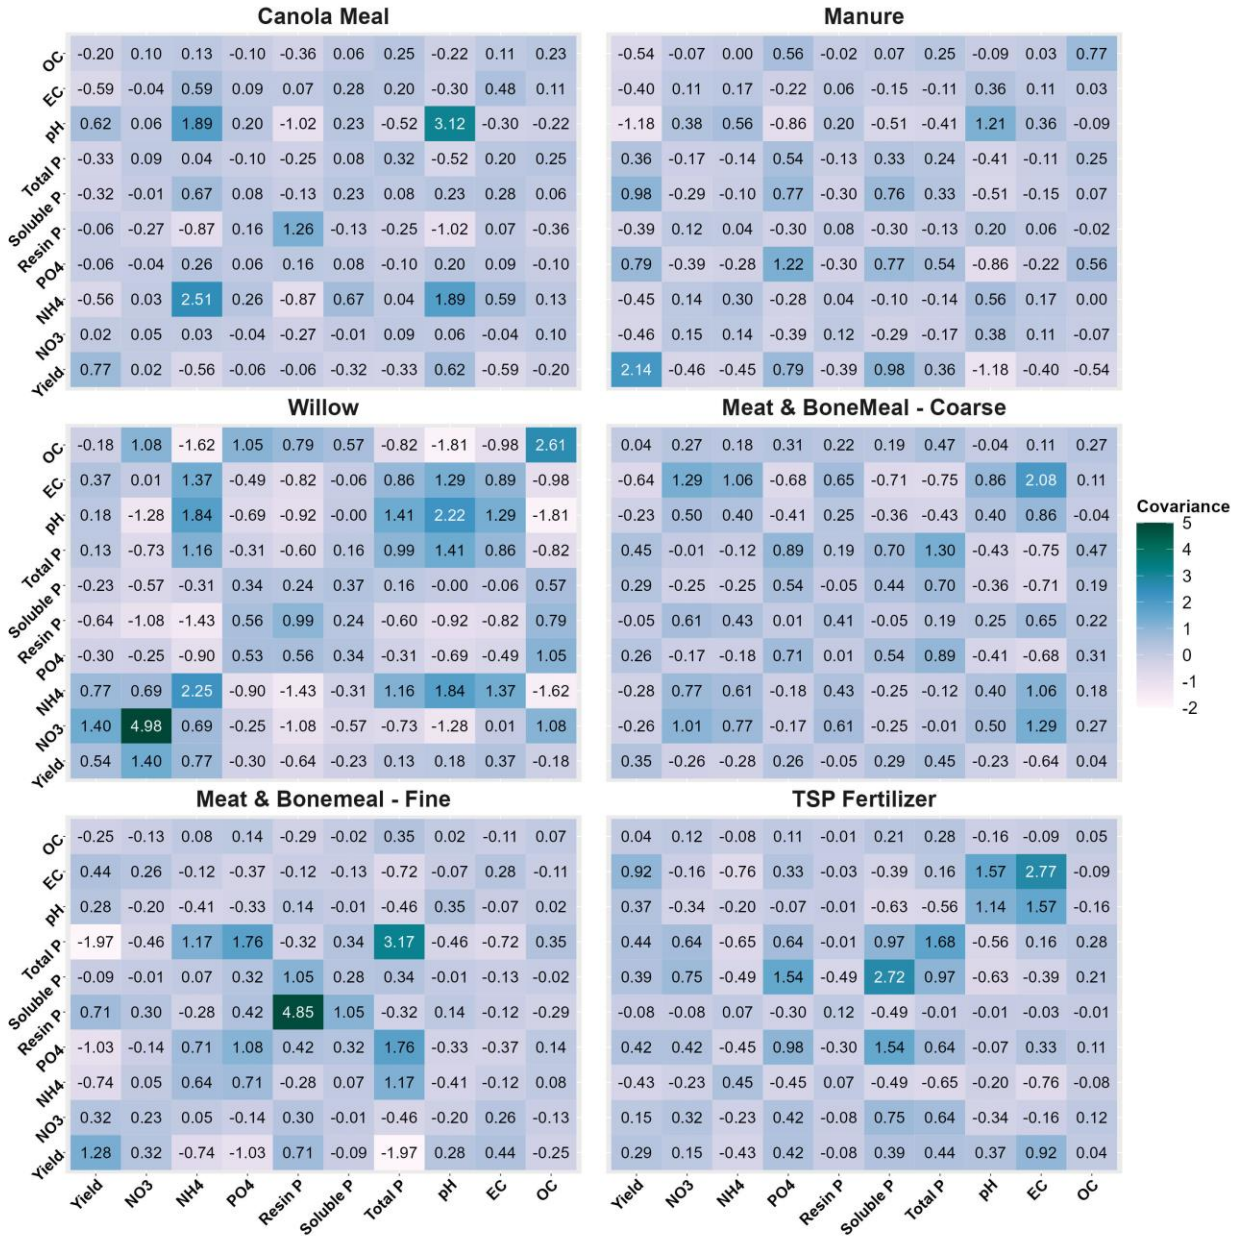 Canola Meal
OC -0.20 0.10 0.13 -0.10 -0.36 0.06 0.25 -0.22 0.11 0.23
EC -0.59 -0.04 0.59 0.09 0.07 0.28 0.20 -0.30 0.48 0.11
pH 0.62 0.06 1.89 0.20 -1.02 0.23 -0.52 3.12 -0.30 -0.22
Total P -0.33 0.09 0.04 -0.10 -0.25 0.08 0.32 -0.52 0.20 0.25
Soluble P -0.32 -0.01 0.67 0.08 -0.13 0.23 0.08 0.23 0.28 0.06
Resin P -0.06 -0.27 -0.87 0.16 1.26 -0.13 -0.25 -1.02 0.07 -0.36
PO4 -0.06 -0.04 0.26 0.06 0.16 0.08 -0.10 0.20 0.09 -0.10
NH4 -0.56 0.03 2.51 0.26 -0.87 0.67 0.04 1.89 0.59 0.13
NO3 0.02 0.05 0.03 -0.04 -0.27 -0.01 0.09 0.06 -0.04 0.10
Yield 0.77 0.02 -0.56 -0.06 -0.06 -0.32 -0.33 0.62 -0.59 -0.20
Manure
-0.54 -0.07 0.00 0.56 -0.02 0.07 0.25 -0.09 0.03 0.77
-0.40 0.11 0.17 -0.22 0.06 -0.15 -0.11 0.36 0.11 0.03
-1.18 0.38 0.56 -0.86 0.20 -0.51 -0.41 1.21 0.36 -0.09
0.36 -0.17 -0.14 0.54 -0.13 0.33 0.24 -0.41 -0.11 0.25
0.98 -0.29 -0.10 0.77 -0.30 0.76 0.33 -0.51 -0.15 0.07
-0.39 0.12 0.04 -0.30 0.08 -0.30 -0.13 0.20 0.06 -0.02
0.79 -0.39 -0.28 1.22 -0.30 0.77 0.54 -0.86 -0.22 0.56
-0.45 0.14 0.30 -0.28 0.04 -0.10 -0.14 0.56 0.17 0.00
-0.46 0.15 0.14 -0.39 0.12 -0.29 -0.17 0.38 0.11 -0.07
2.14 -0.46 -0.45 0.79 -0.39 0.98 0.36 -1.18 -0.40 -0.54
Willow
OC -0.18 1.08 -1.62 1.05 0.79 0.57 -0.82 -1.81 -0.98 2.61
EC 0.37 0.01 1.37 -0.49 -0.82 -0.06 0.86 1.29 0.89 -0.98
pH 0.18 -1.28 1.84 -0.69 -0.92 -0.00 1.41 2.22 1.29 -1.81
Total P 0.13 -0.73 1.16 -0.31 -0.60 0.16 0.99 1.41 0.86 -0.82
Soluble P -0.23 -0.57 -0.31 0.34 0.24 0.37 0.16 -0.00 -0.06 0.57
Resin P -0.64 -1.08 -1.43 0.56 0.99 0.24 -0.60 -0.92 -0.82 0.79
PO4 -0.30 -0.25 -0.90 0.53 0.56 0.34 -0.31 -0.69 -0.49 1.05
NH4 0.77 0.69 2.25 -0.90 -1.43 -0.31 1.16 1.84 1.37 -1.62
NO3 1.40 4.98 0.69 -0.25 -1.08 -0.57 -0.73 -1.28 0.01 1.08
Yield 0.54 1.40 0.77 -0.30 -0.64 -0.23 0.13 0.18 0.37 -0.18
Meat & BoneMeal - Coarse
0.04 0.27 0.18 0.31 0.22 0.19 0.47 -0.04 0.11 0.27
-0.64 1.29 1.06 -0.68 0.65 -0.71 -0.75 0.86 2.08 0.11
-0.23 0.50 0.40 -0.41 0.25 -0.36 -0.43 0.40 0.86 -0.04
0.45 -0.01 -0.12 0.89 0.19 0.70 1.30 -0.43 -0.75 0.47
0.29 -0.25 -0.25 0.54 -0.05 0.44 0.70 -0.36 -0.71 0.19
-0.05 0.61 0.43 0.01 0.41 -0.05 0.19 0.25 0.65 0.22
0.26 -0.17 -0.18 0.71 0.01 0.54 0.89 -0.41 -0.68 0.31
-0.28 0.77 0.61 -0.18 0.43 -0.25 -0.12 0.40 1.06 0.18
-0.26 1.01 0.77 -0.17 0.61 -0.25 -0.01 0.50 1.29 0.27
0.35 -0.26 -0.28 0.26 -0.05 0.29 0.45 -0.23 -0.64 0.04
Covariance
5
4
3
2
1
0
-1
-2
Meat & Bonemeal - Fine
OC -0.25 -0.13 0.08 0.14 -0.29 -0.02 0.35 0.02 -0.11 0.07
EC 0.44 0.26 -0.12 -0.37 -0.12 -0.13 -0.72 -0.07 0.28 -0.11
pH 0.28 -0.20 -0.41 -0.33 0.14 -0.01 -0.46 0.35 -0.07 0.02
Total P -1.97 -0.46 1.17 1.76 -0.32 0.34 3.17 -0.46 -0.72 0.35
Soluble P -0.09 -0.01 0.07 0.32 1.05 0.28 0.34 -0.01 -0.13 -0.02
Resin P 0.71 0.30 -0.28 0.42 4.85 1.05 -0.32 0.14 -0.12 -0.29
PO4 -1.03 -0.14 0.71 1.08 0.42 0.32 1.76 -0.33 -0.37 0.14
NH4 -0.74 0.05 0.64 0.71 -0.28 0.07 1.17 -0.41 -0.12 0.08
NO3 0.32 0.23 0.05 -0.14 0.30 -0.01 -0.46 -0.20 0.26 -0.13
Yield 1.28 0.32 -0.74 -1.03 0.71 -0.09 -1.97 0.28 0.44 -0.25
Yield NO3 NH4 PO4 Resin P Soluble P Total P pH EC OC
TSP Fertilizer
0.04 0.12 -0.08 0.11 -0.01 0.21 0.28 -0.16 -0.09 0.05
0.92 -0.16 -0.76 0.33 -0.03 -0.39 0.16 1.57 2.77 -0.09
0.37 -0.34 -0.20 -0.07 -0.01 -0.63 -0.56 1.14 1.57 -0.16
0.44 0.64 -0.65 0.64 -0.01 0.97 1.68 -0.56 0.16 0.28
0.39 0.75 -0.49 1.54 -0.49 2.72 0.97 -0.63 -0.39 0.21
-0.08 -0.08 0.07 -0.30 0.12 -0.49 -0.01 -0.01 -0.03 -0.01
0.42 0.42 -0.45 0.98 -0.30 1.54 0.64 -0.07 0.33 0.11
-0.43 -0.23 0.45 -0.45 0.07 -0.49 -0.65 -0.20 -0.76 -0.08
0.15 0.32 -0.23 0.42 -0.08 0.75 0.64 -0.34 -0.16 0.12
0.29 0.15 -0.43 0.42 -0.08 0.39 0.44 0.37 0.92 0.04
Yield NO3 NH4 PO4 Resin P Soluble P Total P pH EC OC